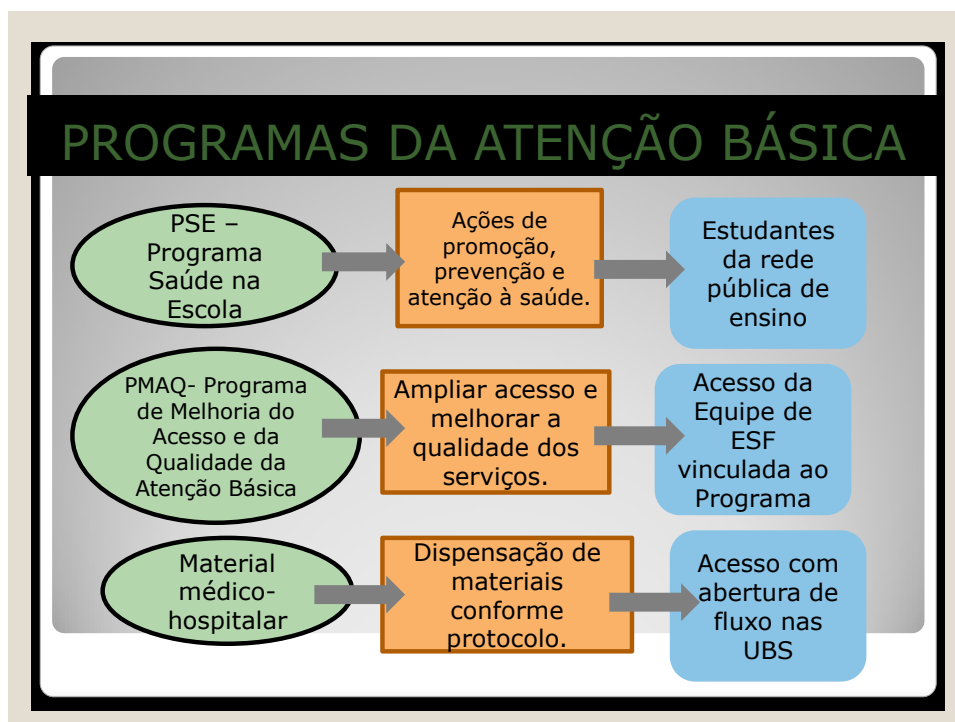 PROGRAMAS DA ATENÇÃO BÁSICA
PSE –
Programa
Saúde na
Escola
Ações de
promoção,
prevenção e
atenção à saúde.
Estudantes
da rede
pública de
ensino
PMAQ- Programa
de Melhoria do
Acesso e da
Qualidade da
Atenção Básica
Ampliar acesso e
melhorar a
qualidade dos
serviços.
Acesso da
Equipe de
ESF
vinculada ao
Programa
Material
médico-
hospitalar
Dispensação de
materiais
conforme
protocolo.
Acesso com
abertura de
fluxo nas
UBS